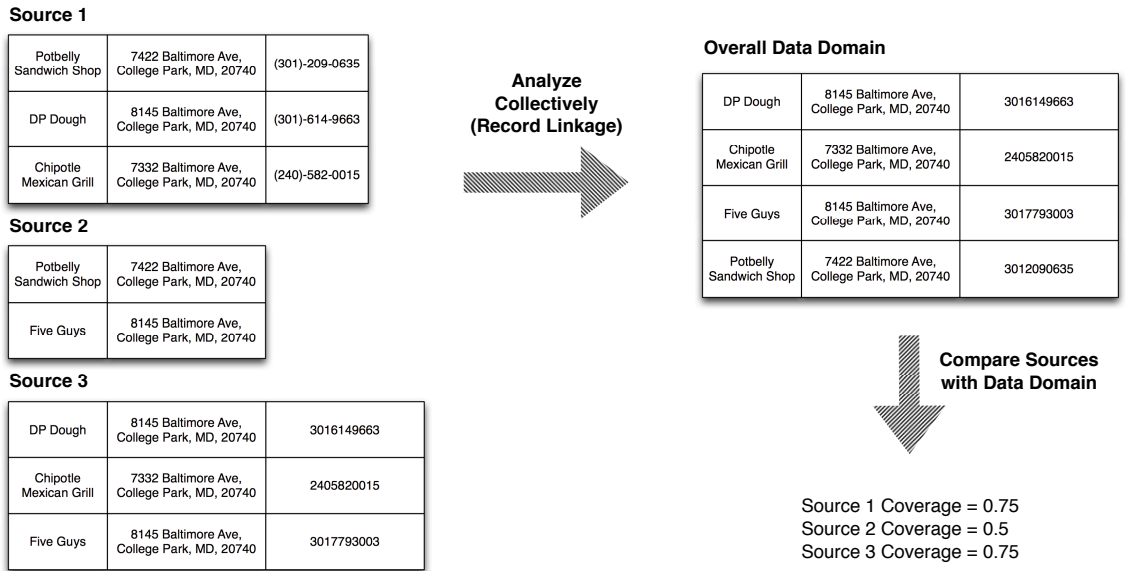 Source 1
Potbelly
Sandwich Shop
7422 Baltimore Ave,
College Park, MD, 20740
(301)-209-0635
DP Dough
8145 Baltimore Ave,
College Park, MD, 20740
(301)-614-9663
Chipotle
Mexican Grill
7332 Baltimore Ave,
College Park, MD, 20740
(240)-582-0015
Source 2
Potbelly
Sandwich Shop
7422 Baltimore Ave,
College Park, MD, 20740
Five Guys
8145 Baltimore Ave,
College Park, MD, 20740
Source 3
DP Dough
8145 Baltimore Ave,
College Park, MD, 20740
3016149663
Chipotle
Mexican Grill
7332 Baltimore Ave,
College Park, MD, 20740
2405820015
Five Guys
8145 Baltimore Ave,
College Park, MD, 20740
3017793003
Analyze
Collectively
(Record Linkage)
Overall Data Domain
DP Dough
8145 Baltimore Ave,
College Park, MD, 20740
3016149663
Chipotle
Mexican Grill
7332 Baltimore Ave,
College Park, MD, 20740
2405820015
Five Guys
8145 Baltimore Ave,
College Park, MD, 20740
3017793003
Potbelly
Sandwich Shop
7422 Baltimore Ave,
College Park, MD, 20740
3012090635
Compare Sources
with Data Domain
Source 1 Coverage = 0.75
Source 2 Coverage = 0.5
Source 3 Coverage = 0.75